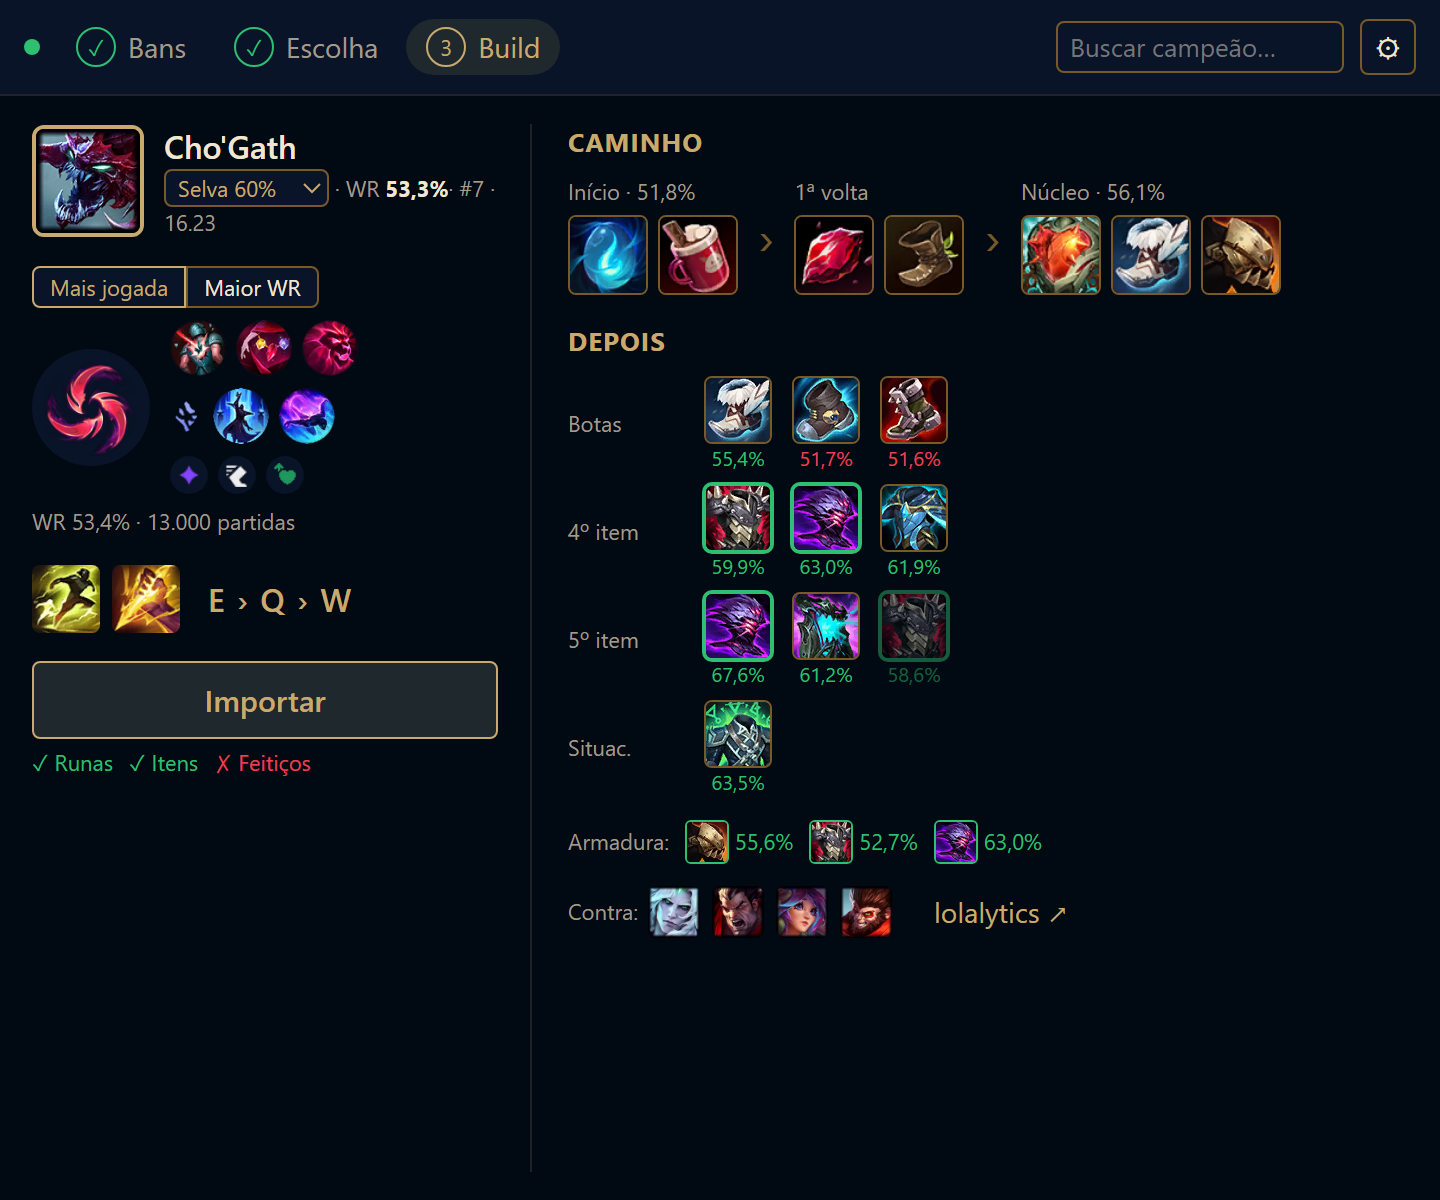 ✓ Bans ✓ Escolha 3 Build Buscar campeão...
Cho'Gath
Selva 60% · WR 53,3% · #7 ·
16.23
Mais jogada Maior WR
WR 53,4% · 13.000 partidas
E › Q › W
Importar
✓ Runas ✓ Itens ✗ Feitiços
CAMINHO
Início · 51,8% 1ª volta Núcleo · 56,1%
DEPOIS
Botas
55,4% 51,7% 51,6%
4º item
59,9% 63,0% 61,9%
5º item
67,6% 61,2% 58,6%
Situac.
63,5%
Armadura: 55,6% 52,7% 63,0%
Contra: lolalytics ↗